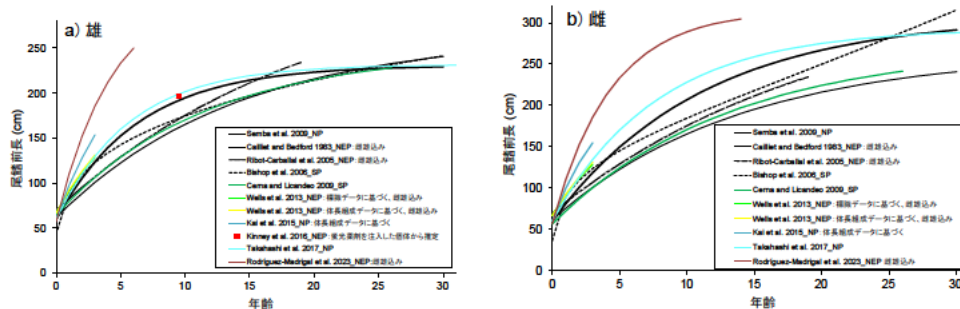 a) 雄
尾鰭前長 (cm)
250
200
150
100
50
0
0 5 10 15 20 25 30
年齢
Semba et al. 2009_NP
Cailliet and Bedford 1983_NEP:雌雄込み
Ribot-Carballal et al. 2005_NEP:雌雄込み
Bishop et al. 2006_SP
Cerna and Licandeo 2009_SP
Wells et al. 2013_NEP:標識データに基づく、雌雄込み
Wells et al. 2013_NEP:体長組成データに基づく、雌雄込み
Kai et al. 2015_NP:体長組成データに基づく
Kinney et al. 2016_NEP:蛍光薬剤を注入した個体から推定
Takahashi et al. 2017_NP
Rodríguez-Madrigal et al. 2023_NEP:雌雄込み
b) 雌
尾鰭前長 (cm)
300
250
200
150
100
50
0
0 5 10 15 20 25 30
年齢
Semba et al. 2009_NP
Cailliet and Bedford 1983_NEP:雌雄込み
Ribot-Carballal et al. 2005_NEP:雌雄込み
Bishop et al. 2006_SP
Cerna and Licandeo 2009_SP
Wells et al. 2013_NEP:標識データに基づく、雌雄込み
Wells et al. 2013_NEP:体長組成データに基づく、雌雄込み
Kai et al. 2015_NP:体長組成データに基づく
Takahashi et al. 2017_NP
Rodríguez-Madrigal et al. 2023_NEP:雌雄込み